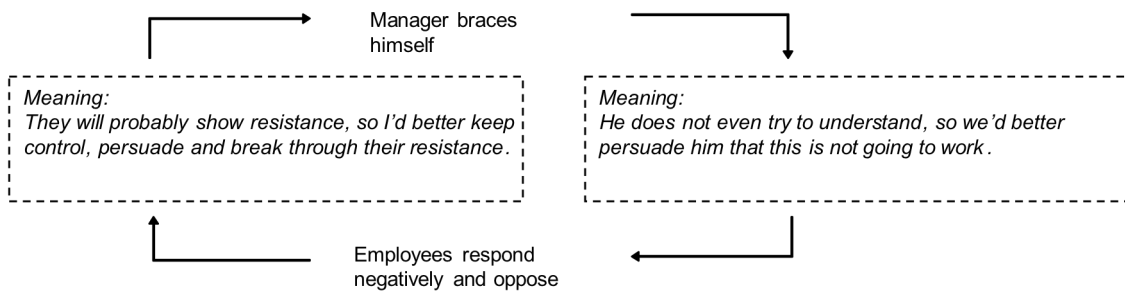 Manager braces
himself
Meaning:
They will probably show resistance, so I'd better keep
control, persuade and break through their resistance.
Meaning:
He does not even try to understand, so we'd better
persuade him that this is not going to work.
Employees respond
negatively and oppose